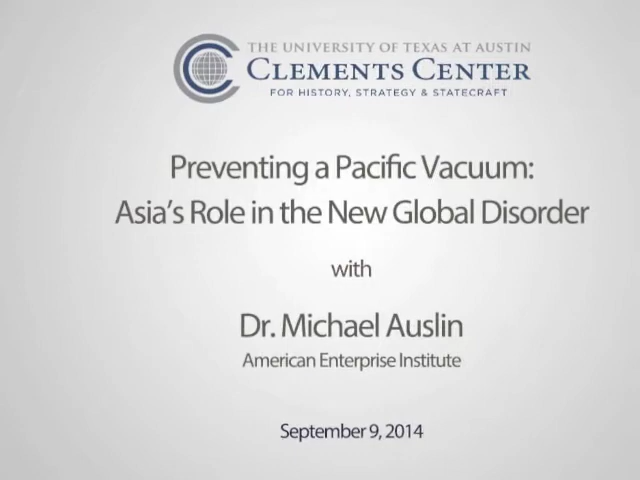 THE UNIVERSITY OF TEXAS AT AUSTIN
CLEMENTS CENTER
FOR HISTORY, STRATEGY & STATECRAFT
Preventing a Pacific Vacuum:
Asia's Role in the New Global Disorder
with
Dr. Michael Auslin
American Enterprise Institute
September 9, 2014